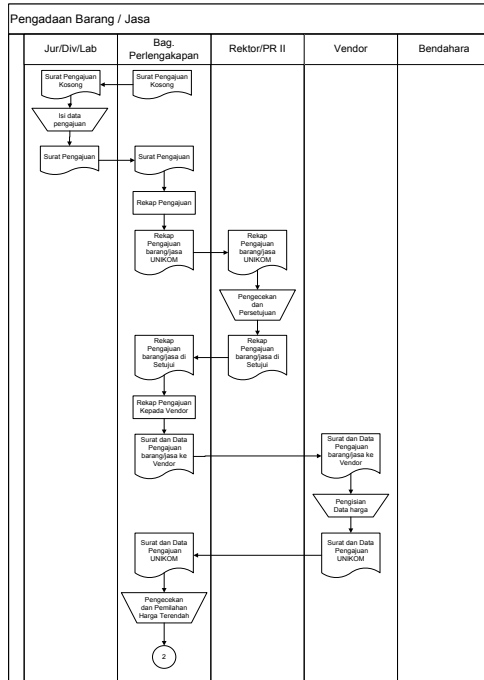 Pengadaan Barang / Jasa
Jur/Div/Lab
Bag.
Perlengakapan
Rektor/PR II
Vendor
Bendahara
Surat Pengajuan
Kosong
Surat Pengajuan
Kosong
Isi data
pengajuan
Surat Pengajuan
Surat Pengajuan
Rekap Pengajuan
Rekap
Pengajuan
barang/jasa
UNIKOM
Rekap
Pengajuan
barang/jasa
UNIKOM
Pengecekan
dan
Persetujuan
Rekap
Pengajuan
barang/jasa di
Setujui
Rekap
Pengajuan
barang/jasa di
Setujui
Rekap Pengajuan
Kepada Vendor
Surat dan Data
Pengajuan
barang/jasa ke
Vendor
Surat dan Data
Pengajuan
barang/jasa ke
Vendor
Pengisian
Data harga
Surat dan Data
Pengajuan
UNIKOM
Surat dan Data
Pengajuan
UNIKOM
Pengecekan
dan Pemilahan
Harga Terendah
2